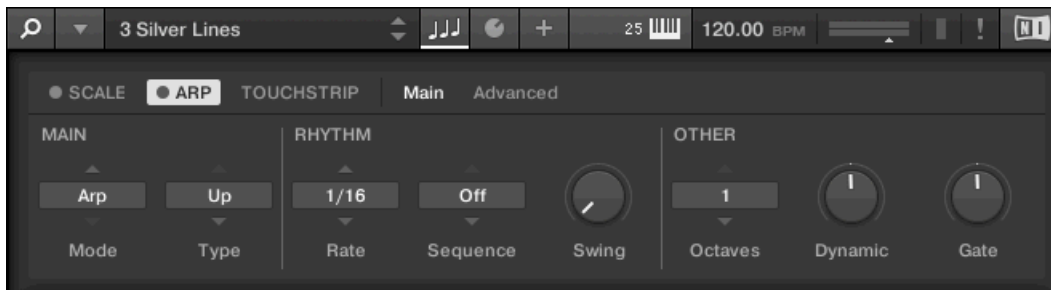 3 Silver Lines 25 120.00 BPM ! NI
SCALE ARP TOUCHSTRIP Main Advanced
MAIN RHYTHM OTHER
Arp Up 1/16 Off 1
Mode Type Rate Sequence Swing Octaves Dynamic Gate